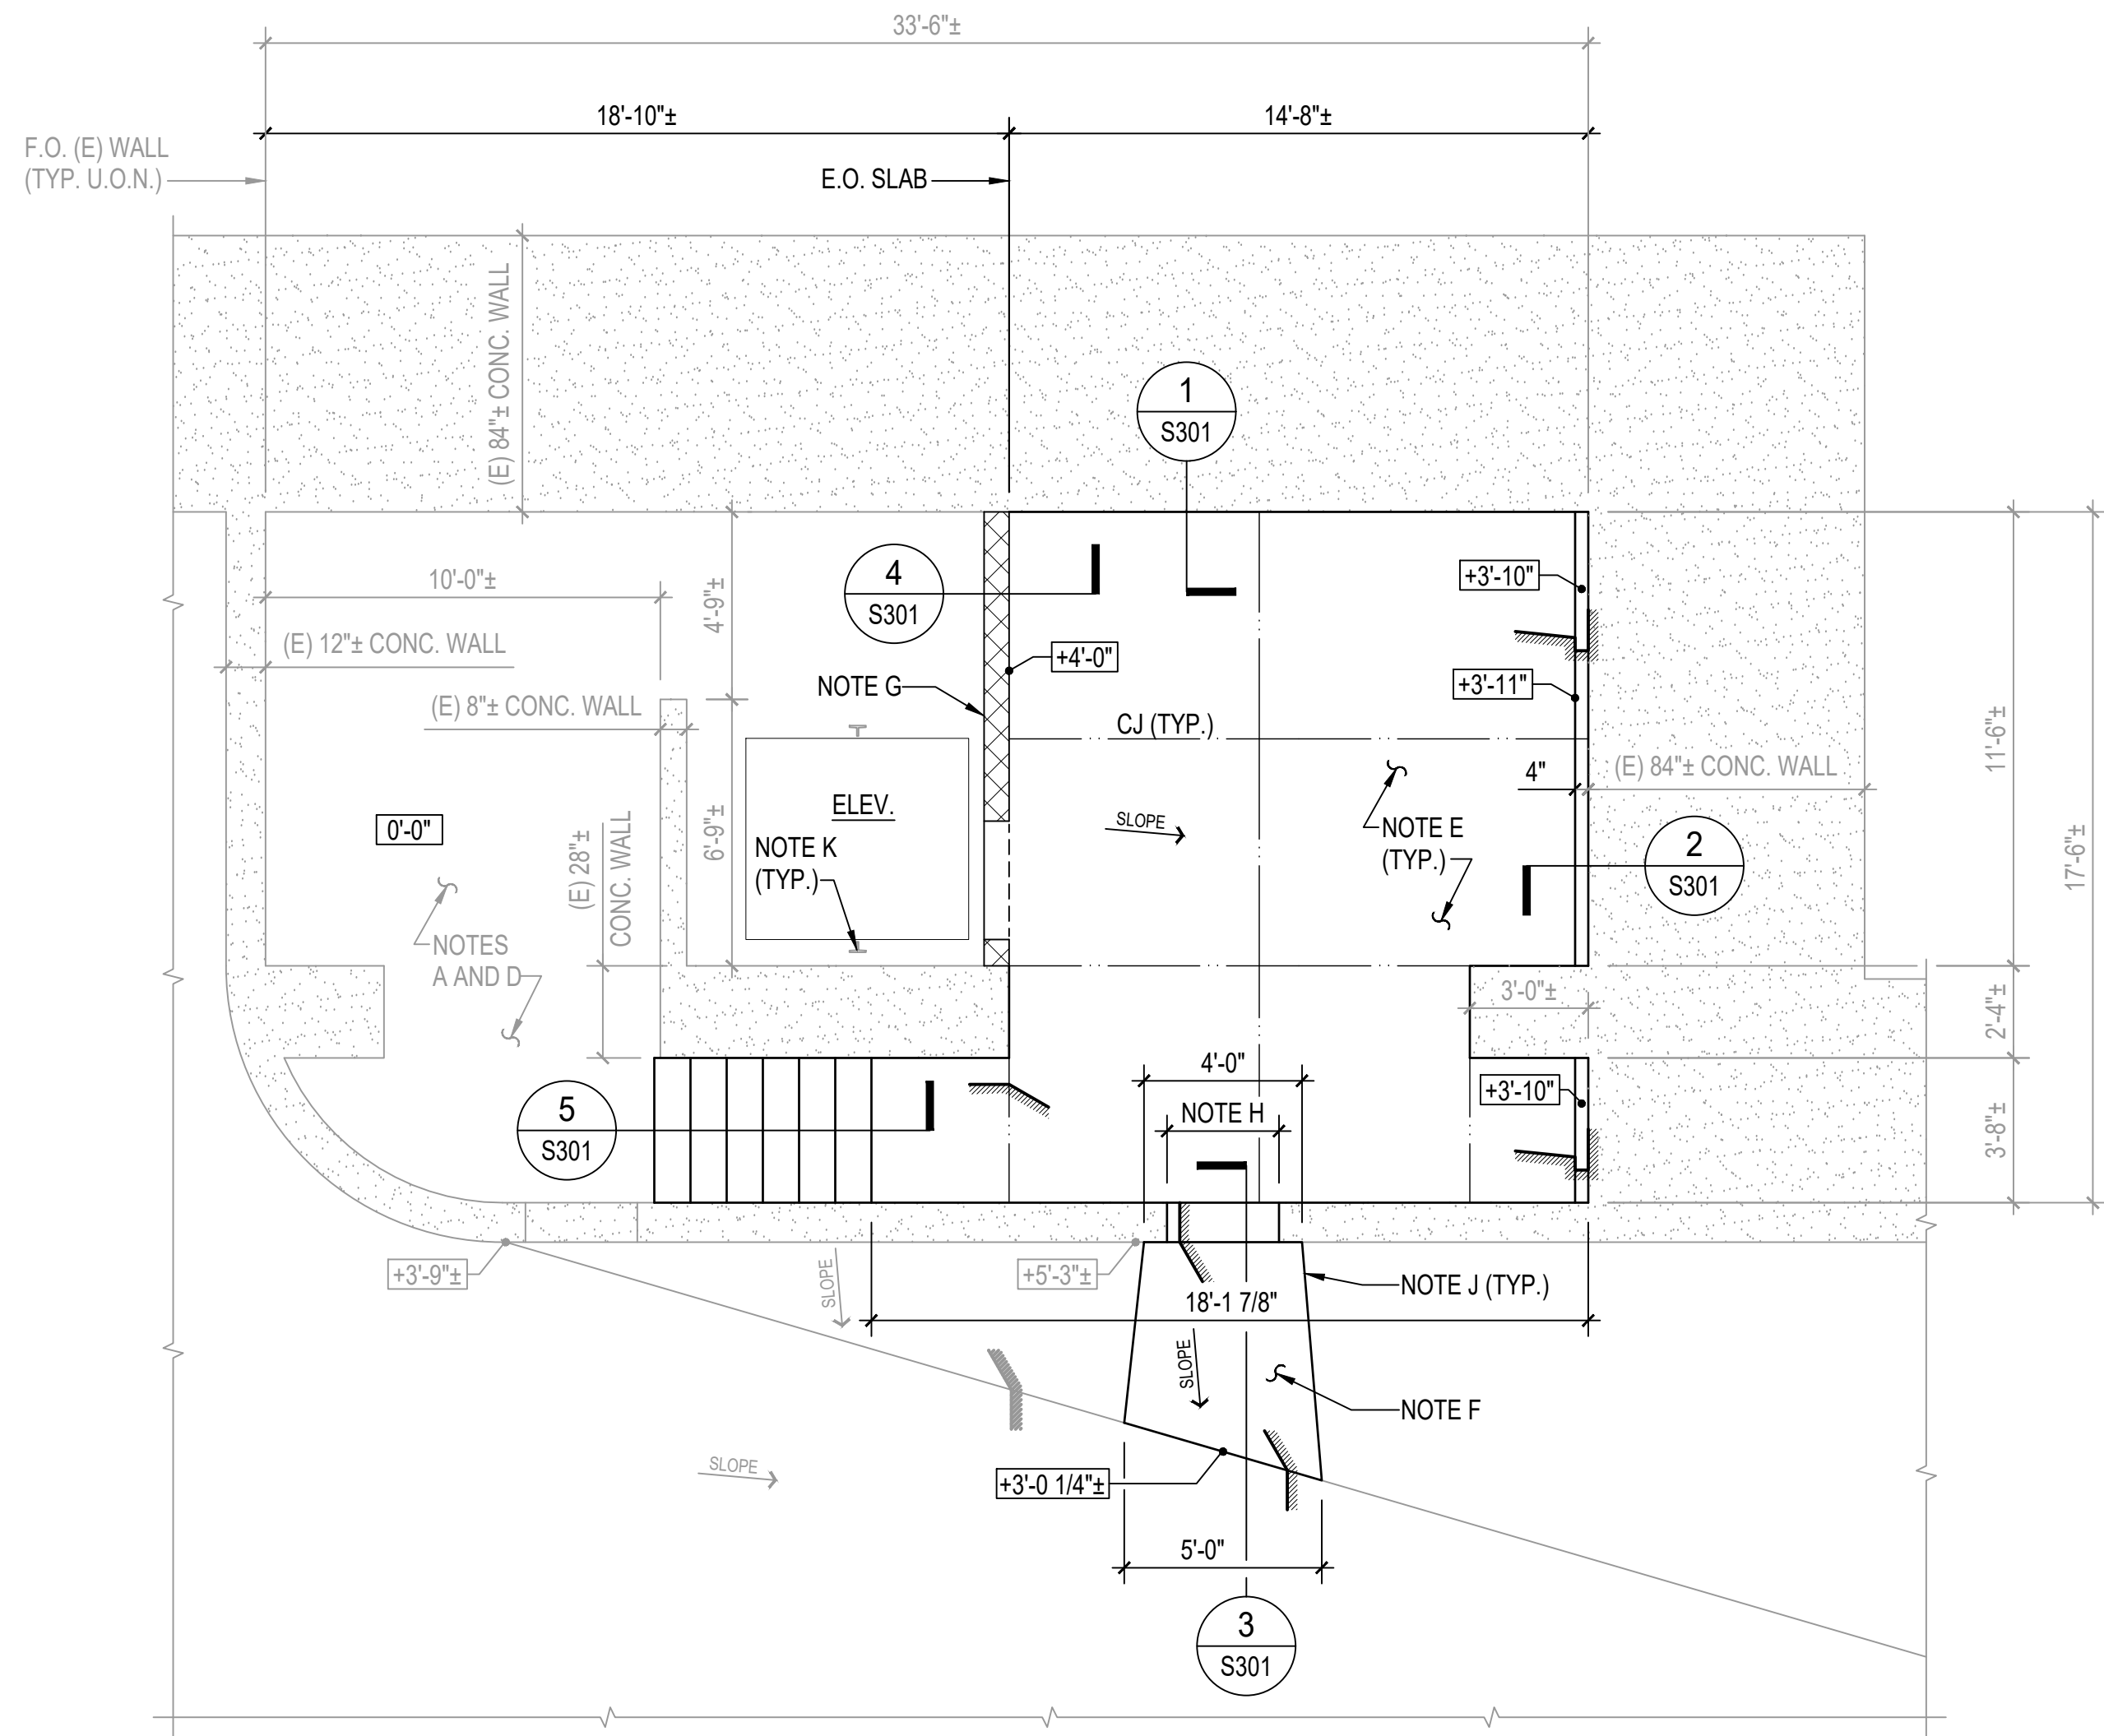 33'-6"±
18'-10"±
14'-8"±
F.O. (E) WALL
(TYP. U.O.N.)
E.O. SLAB
(E) 84"± CONC. WALL
1
S301
4
S301
+3'-10"
10'-0"±
4'-9"±
(E) 12"± CONC. WALL
+4'-0"
+3'-11"
NOTE G
(E) 8"± CONC. WALL
CJ (TYP.)
11'-6"±
4"
(E) 84"± CONC. WALL
ELEV.
0'-0"
6'-9"±
SLOPE
NOTE E
(TYP.)
NOTE K
(TYP.)
(E) 28"±
CONC. WALL
2
S301
17'-6"±
NOTES
A AND D
3'-0"±
2'-4"±
4'-0"
+3'-10"
NOTE H
5
S301
3'-8"±
+3'-9"±
SLOPE
+5'-3"±
NOTE J (TYP.)
18'-1 7/8"
SLOPE
NOTE F
SLOPE
+3'-0 1/4"±
5'-0"
3
S301